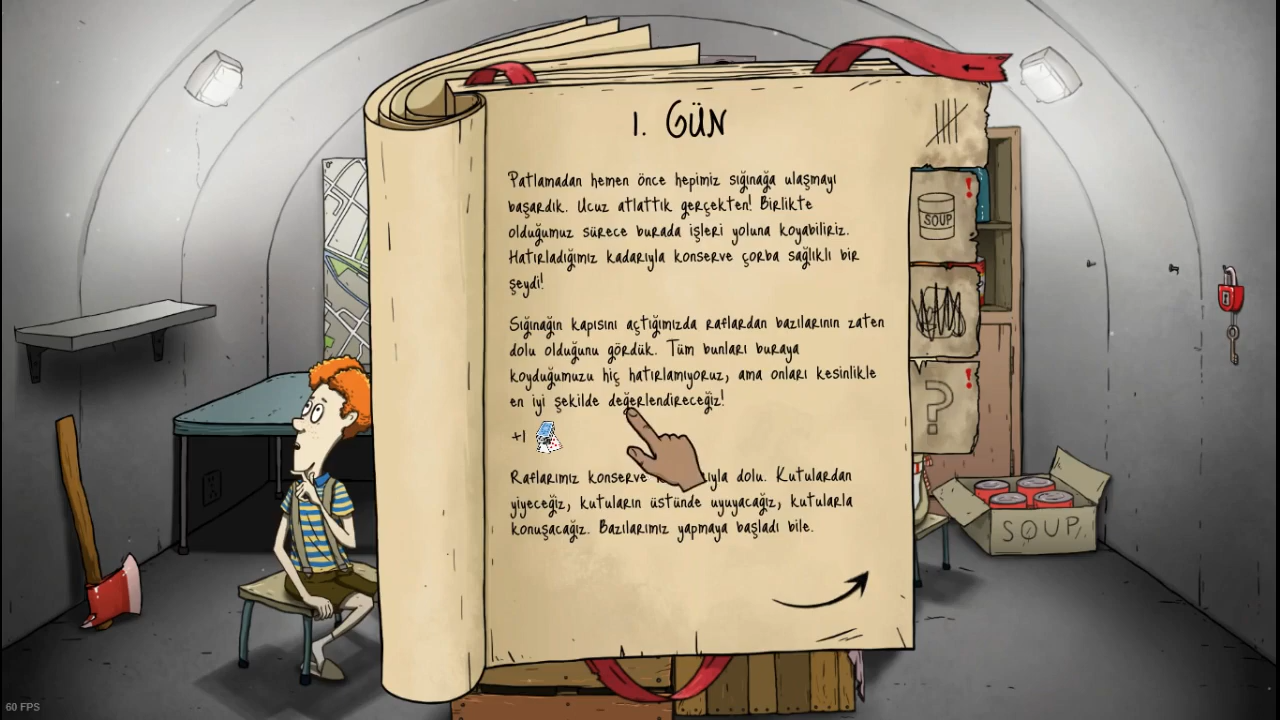 1. GÜN
Patlamadan hemen önce hepimiz sığınağa ulaşmayı
başardık. Ucuz atlattık gerçekten! Birlikte
olduğumuz sürece burada işleri yoluna koyabiliriz.
Hatırladığımız kadarıyla konserve çorba sağlıklı bir
şeydi!
Sığınağın kapısını açtığımızda raflardan bazılarının zaten
dolu olduğunu gördük. Tüm bunları buraya
koyduğumuzu hiç hatırlamıyoruz, ama onları kesinlikle
en iyi şekilde değerlendireceğiz!
+1
Raflarımız konserve dolu. Kutulardan
yiyeceğiz, kutuların üstünde uyuyacağız, kutularla
konuşacağız. Bazılarımız yapmaya başladı bile.
SOUP
!
?
!
SOUP
60 FPS